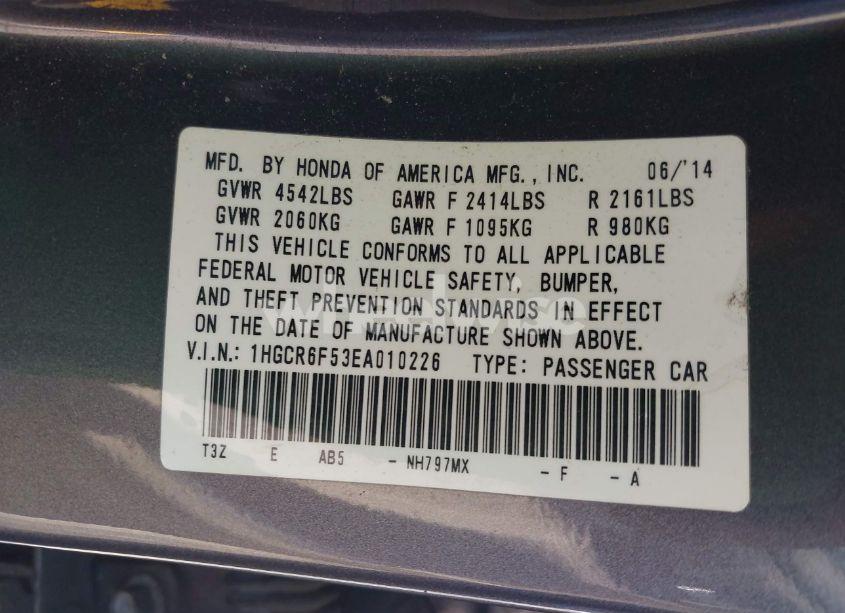 MFD. BY HONDA OF AMERICA MFG., INC. 06/'14
GVWR 4542LBS GAWR F 2414LBS R 2161LBS
GVWR 2060KG GAWR F 1095KG R 980KG
THIS VEHICLE CONFORMS TO ALL APPLICABLE
FEDERAL MOTOR VEHICLE SAFETY, BUMPER,
AND THEFT PREVENTION STANDARDS IN EFFECT
ON THE DATE OF MANUFACTURE SHOWN ABOVE.
V.I.N.: 1HGCR6F53EA010226 TYPE: PASSENGER CAR
T3Z E AB5 - NH797MX - F - A